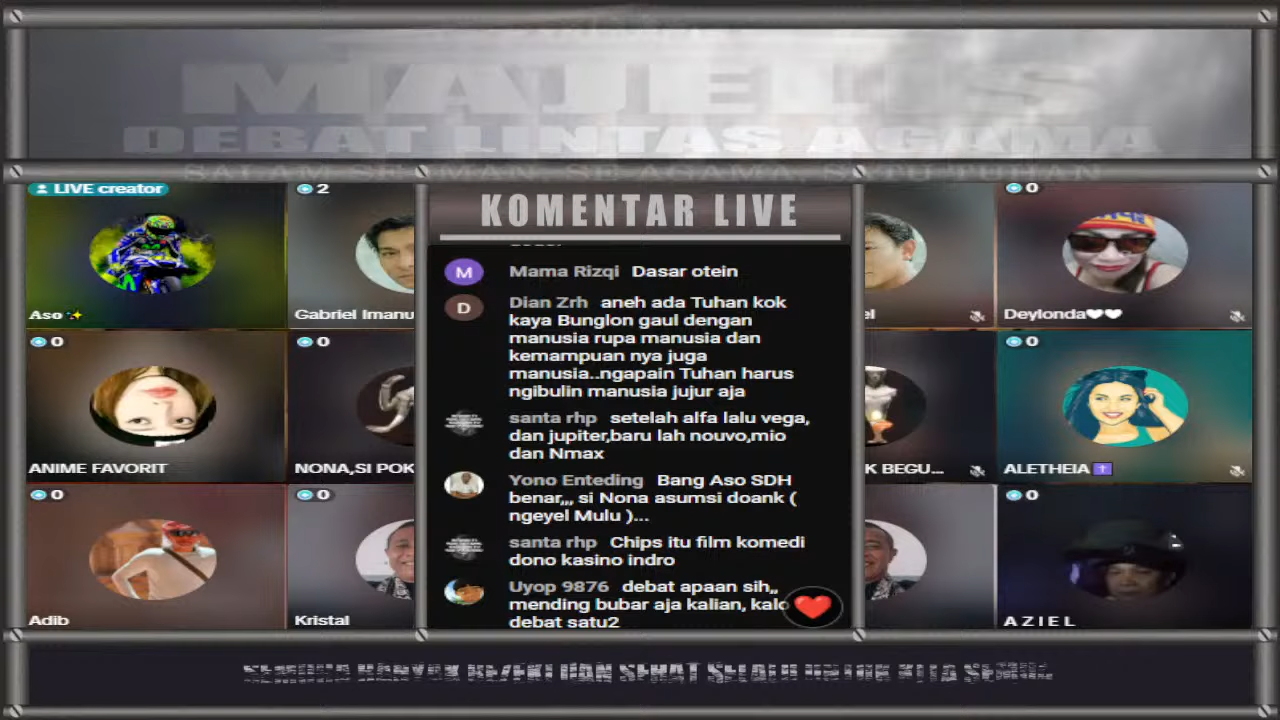 MAJELIS
DEBAT LINTAS AGAMA
LIVE creator
2
KOMENTAR LIVE
0
Aso
Gabriel Imanu
el
Deylonda
M
Mama Rizqi Dasar otein
D
Dian Zrh aneh ada Tuhan kok
kaya Bunglon gaul dengan
manusia rupa manusia dan
kemampuan nya juga
manusia..ngapain Tuhan harus
ngibulin manusia jujur aja
santa rhp setelah alfa lalu vega,
dan jupiter,baru lah nouvo,mio
dan Nmax
Yono Enteding Bang Aso SDH
benar,,, si Nona asumsi doank (
ngeyel Mulu )...
santa rhp Chips itu film komedi
dono kasino indro
Uyop 9876 debat apaan sih,,
mending bubar aja kalian, kalo
debat satu2
0
0
0
ANIME FAVORIT
NONA,SI POK
K BEGU...
ALETHEIA
0
0
0
Adib
Kristal
AZIEL